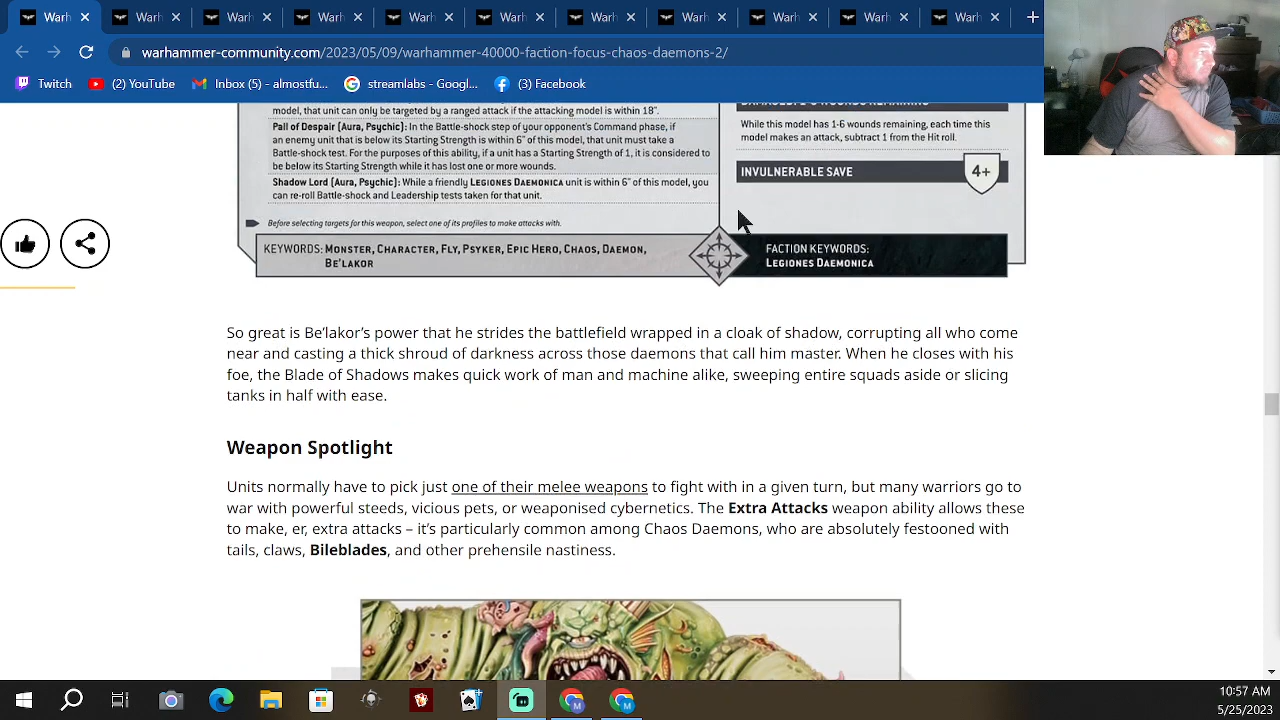 Warh
Warh
Warh
Warh
Warh
Warh
Warh
Warh
Warh
Warh
Warh
warhammer-community.com/2023/05/09/warhammer-40000-faction-focus-chaos-daemons-2/
Twitch
(2) YouTube
Inbox (5) - almostfu...
streamlabs - Googl...
(3) Facebook
model, that unit can only be targeted by a ranged attack if the attacking model is within 18".
Pall of Despair (Aura, Psychic): In the Battle-shock step of your opponent's Command phase, if
an enemy unit that is below its Starting Strength is within 6" of this model, that unit must take a
Battle-shock test. For the purposes of this ability, if a unit has a Starting Strength of 1, it is considered to
be below its Starting Strength while it has lost one or more wounds.
Shadow Lord (Aura, Psychic): While a friendly LEGIONES DAEMONICA unit is within 6" of this model, you
can re-roll Battle-shock and Leadership tests taken for that unit.
Before selecting targets for this weapon, select one of its profiles to make attacks with.
KEYWORDS: MONSTER, CHARACTER, FLY, PSYKER, EPIC HERO, CHAOS, DAEMON,
BE'LAKOR
DAMAGED: 1-6 WOUNDS REMAINING
While this model has 1-6 wounds remaining, each time this
model makes an attack, subtract 1 from the Hit roll.
INVULNERABLE SAVE
4+
FACTION KEYWORDS:
LEGIONES DAEMONICA
So great is Be'lakor's power that he strides the battlefield wrapped in a cloak of shadow, corrupting all who come
near and casting a thick shroud of darkness across those daemons that call him master. When he closes with his
foe, the Blade of Shadows makes quick work of man and machine alike, sweeping entire squads aside or slicing
tanks in half with ease.
Weapon Spotlight
Units normally have to pick just one of their melee weapons to fight with in a given turn, but many warriors go to
war with powerful steeds, vicious pets, or weaponised cybernetics. The Extra Attacks weapon ability allows these
to make, er, extra attacks – it's particularly common among Chaos Daemons, who are absolutely festooned with
tails, claws, Bileblades, and other prehensile nastiness.
10:57 AM
5/25/2023